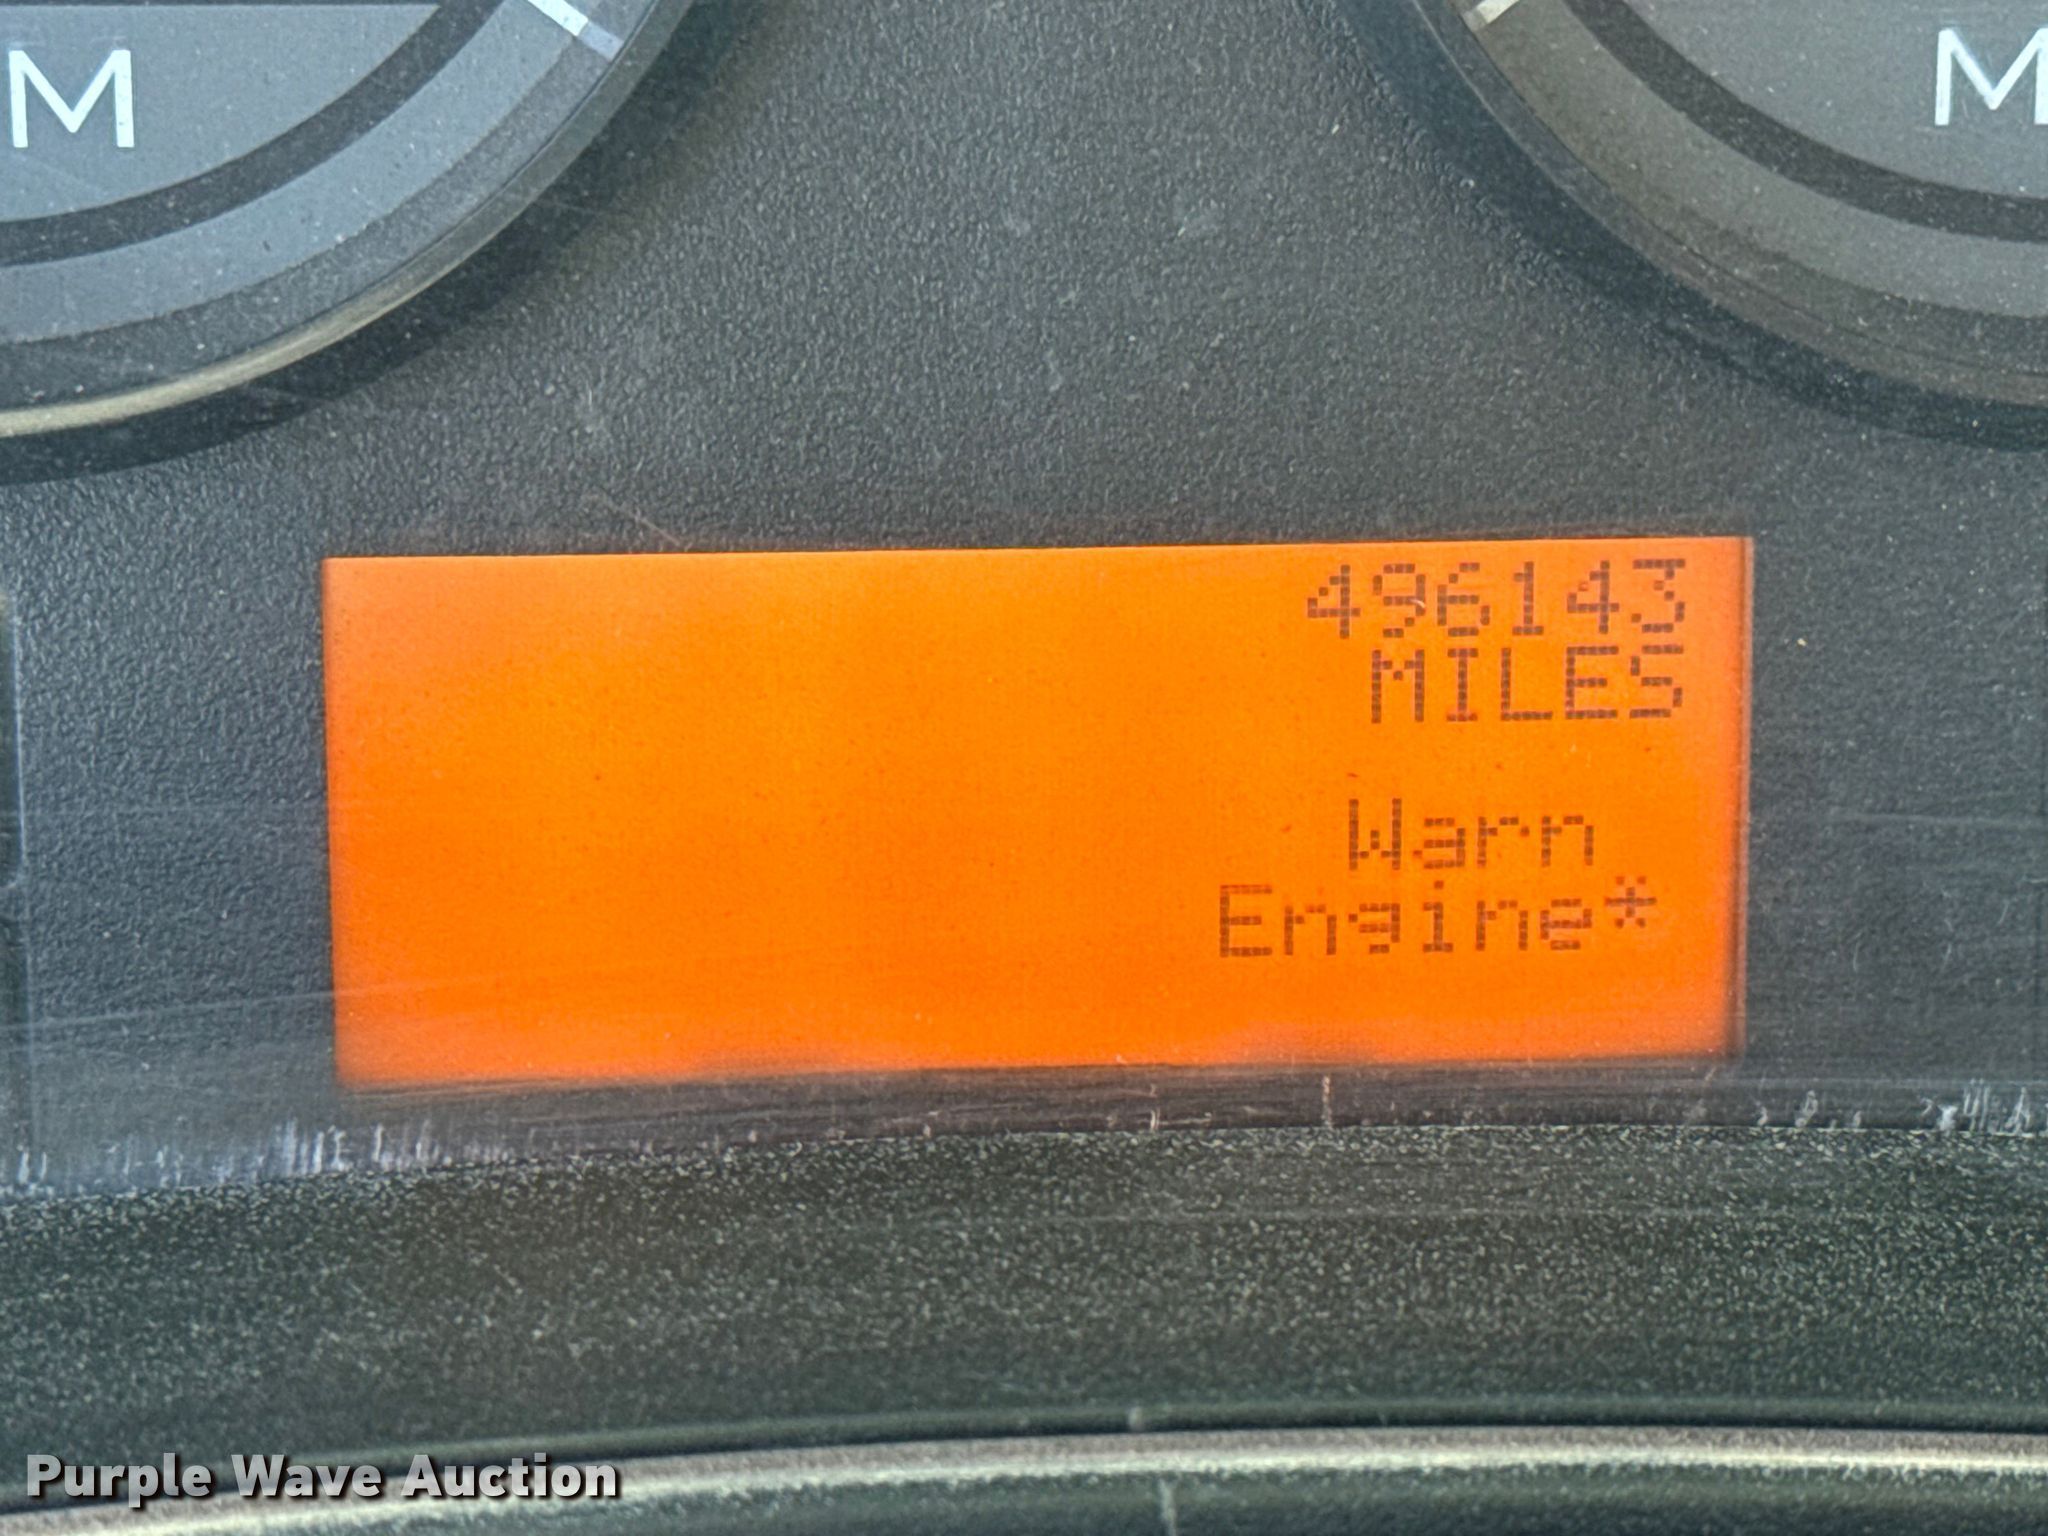 M
M
496143
MILES
Warn
Engine*
Purple Wave Auction